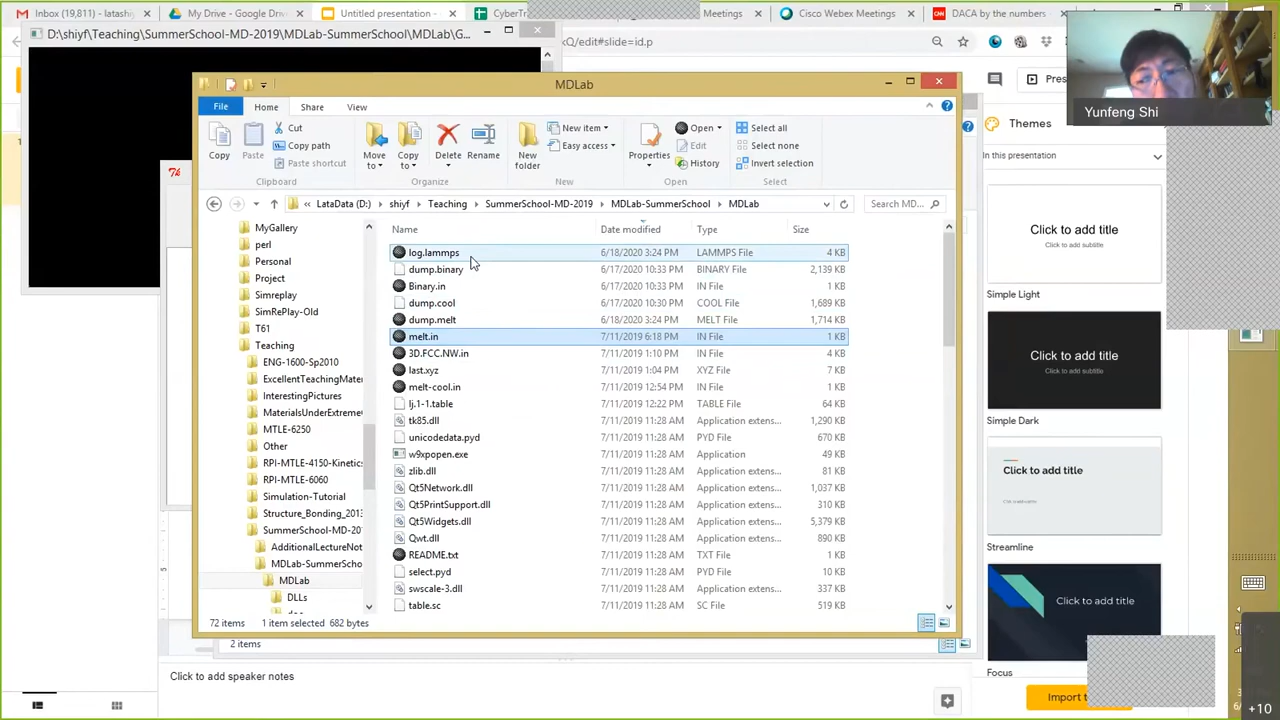 Inbox (19,811) - latashi
My Drive - Google Dri
Untitled presentation -
CyberT
Meetings
Cisco Webex Meetings
DACA by the numbers
D:\shiyf\Teaching\SummerSchool-MD-2019\MDLab-SummerSchool\MDLab\G...
kQ/edit#slide=id.p
MDLab
Yunfeng Shi
File
Home
Share
View
Copy
Paste
Cut
Copy path
Paste shortcut
Clipboard
Move to
Copy to
Delete
Rename
Organize
New folder
New item
Easy access
New
Properties
Open
Edit
History
Open
Select all
Select none
Invert selection
Select
LataData (D:)
shiyf
Teaching
SummerSchool-MD-2019
MDLab-SummerSchool
MDLab
Search MD...
MyGallery
perl
Personal
Project
Simreplay
SimRePlay-Old
T61
Teaching
ENG-1600-Sp2010
ExcellentTeachingMate
InterestingPictures
MaterialsUnderExtreme
MTLE-6250
Other
RPI-MTLE-4150-Kinetics
RPI-MTLE-6060
Simulation-Tutorial
Structure_Bonding_2013
SummerSchool-MD-20
AdditionalLectureNot
MDLab-SummerScho
MDLab
DLLs
doc
Name Date modified Type Size
log.lammps 6/18/2020 3:24 PM LAMMPS File 4 KB
dump.binary 6/17/2020 10:33 PM BINARY File 2,139 KB
Binary.in 6/17/2020 10:33 PM IN File 1 KB
dump.cool 6/17/2020 10:30 PM COOL File 1,689 KB
dump.melt 6/18/2020 3:24 PM MELT File 1,714 KB
melt.in 7/11/2019 6:18 PM IN File 1 KB
3D.FCC.NW.in 7/11/2019 1:10 PM IN File 4 KB
last.xyz 7/11/2019 1:04 PM XYZ File 7 KB
melt-cool.in 7/11/2019 12:54 PM IN File 1 KB
lj.1-1.table 7/11/2019 12:22 PM TABLE File 64 KB
tk85.dll 7/11/2019 11:28 AM Application extens... 1,290 KB
unicodedata.pyd 7/11/2019 11:28 AM PYD File 670 KB
w9xpopen.exe 7/11/2019 11:28 AM Application 49 KB
zlib.dll 7/11/2019 11:28 AM Application extens... 81 KB
Qt5Network.dll 7/11/2019 11:28 AM Application extens... 1,037 KB
Qt5PrintSupport.dll 7/11/2019 11:28 AM Application extens... 310 KB
Qt5Widgets.dll 7/11/2019 11:28 AM Application extens... 5,379 KB
Qwt.dll 7/11/2019 11:28 AM Application extens... 890 KB
README.txt 7/11/2019 11:28 AM TXT File 1 KB
select.pyd 7/11/2019 11:28 AM PYD File 10 KB
swscale-3.dll 7/11/2019 11:28 AM Application extens... 337 KB
table.sc 7/11/2019 11:28 AM SC File 519 KB
72 items 1 item selected 682 bytes
2 items
Click to add speaker notes
Pres
Themes
In this presentation
Click to add title
Click to add subtitle
Simple Light
Click to add title
Click to add subtitle
Simple Dark
Click to add title
Click to add subtitle
Streamline
Click to add title
Focus
Import t
+10